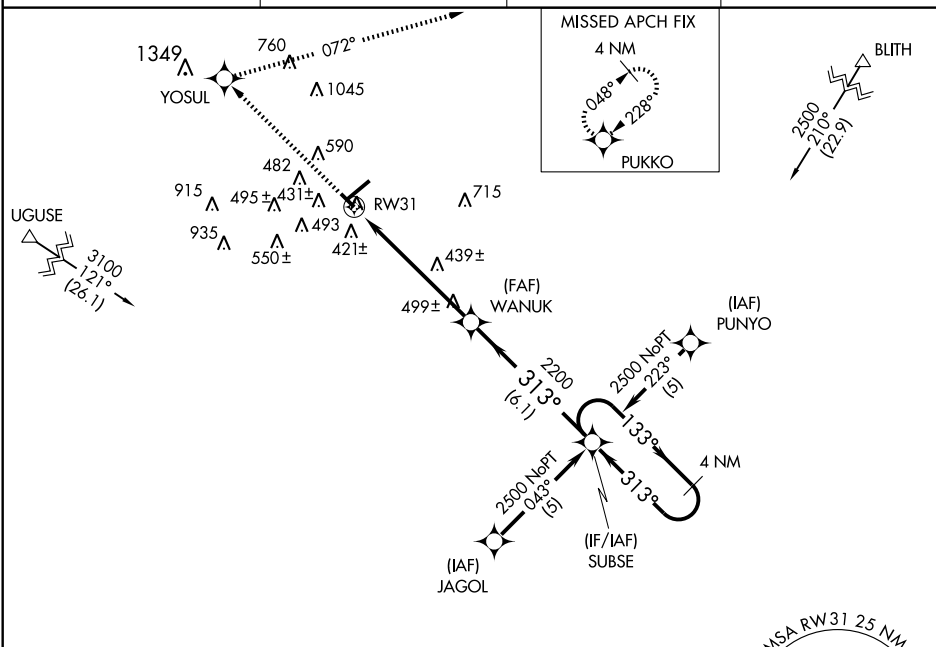 MISSED APCH FIX
4 NM
048°
228°
PUKKO
1349
760
072°
YOSUL
1045
BLITH
2500
210°
(22.9)
590
482
915
495±
431±
RW31
715
UGUSE
935
493
550±
421±
439±
3100
121°
(26.1)
499±
(FAF)
WANUK
(IAF)
PUNYO
2500 NoPT
223°
(5)
2200
313°
(6.1)
133°
4 NM
313°
2500 NoPT
043°
(5)
(IF/IAF)
SUBSE
(IAF)
JAGOL
MSA RW31 25 NM